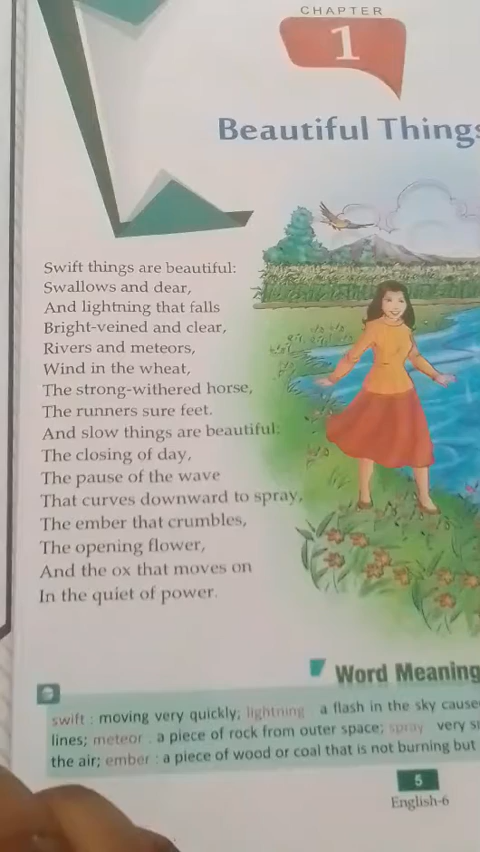 CHAPTER
1
Beautiful Things
Swift things are beautiful:
Swallows and dear,
And lightning that falls
Bright-veined and clear,
Rivers and meteors,
Wind in the wheat,
The strong-withered horse,
The runners sure feet.
And slow things are beautiful:
The closing of day,
The pause of the wave
That curves downward to spray,
The ember that crumbles,
The opening flower,
And the ox that moves on
In the quiet of power.
Word Meaning
swift : moving very quickly; lightning a flash in the sky cause
lines; meteor : a piece of rock from outer space; spray very
the air; ember : a piece of wood or coal that is not burning but
5
English-6